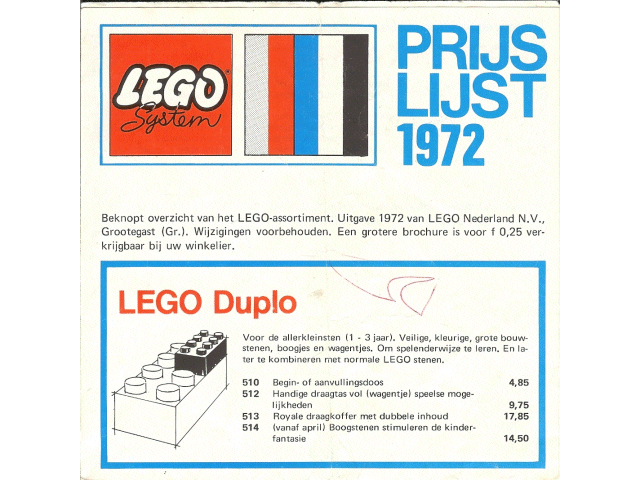 LEGO
System
PRIJS
LIJST
1972
Beknopt overzicht van het LEGO-assortiment. Uitgave 1972 van LEGO Nederland N.V.,
Grootegast (Gr.). Wijzigingen voorbehouden. Een grotere brochure is voor f 0,25 ver-
krijgbaar bij uw winkelier.
LEGO Duplo
Voor de allerkleinsten (1 - 3 jaar). Veilige, kleurige, grote bouw-
stenen, boogjes en wagentjes. Om spelenderwijze te leren. En la-
ter te kombineren met normale LEGO stenen.
510 Begin- of aanvullingsdoos 4,85
512 Handige draagtas vol (wagentje) speelse moge-
lijkheden 9,75
513 Royale draagkoffer met dubbele inhoud 17,85
514 (vanaf april) Boogstenen stimuleren de kinder-
fantasie 14,50